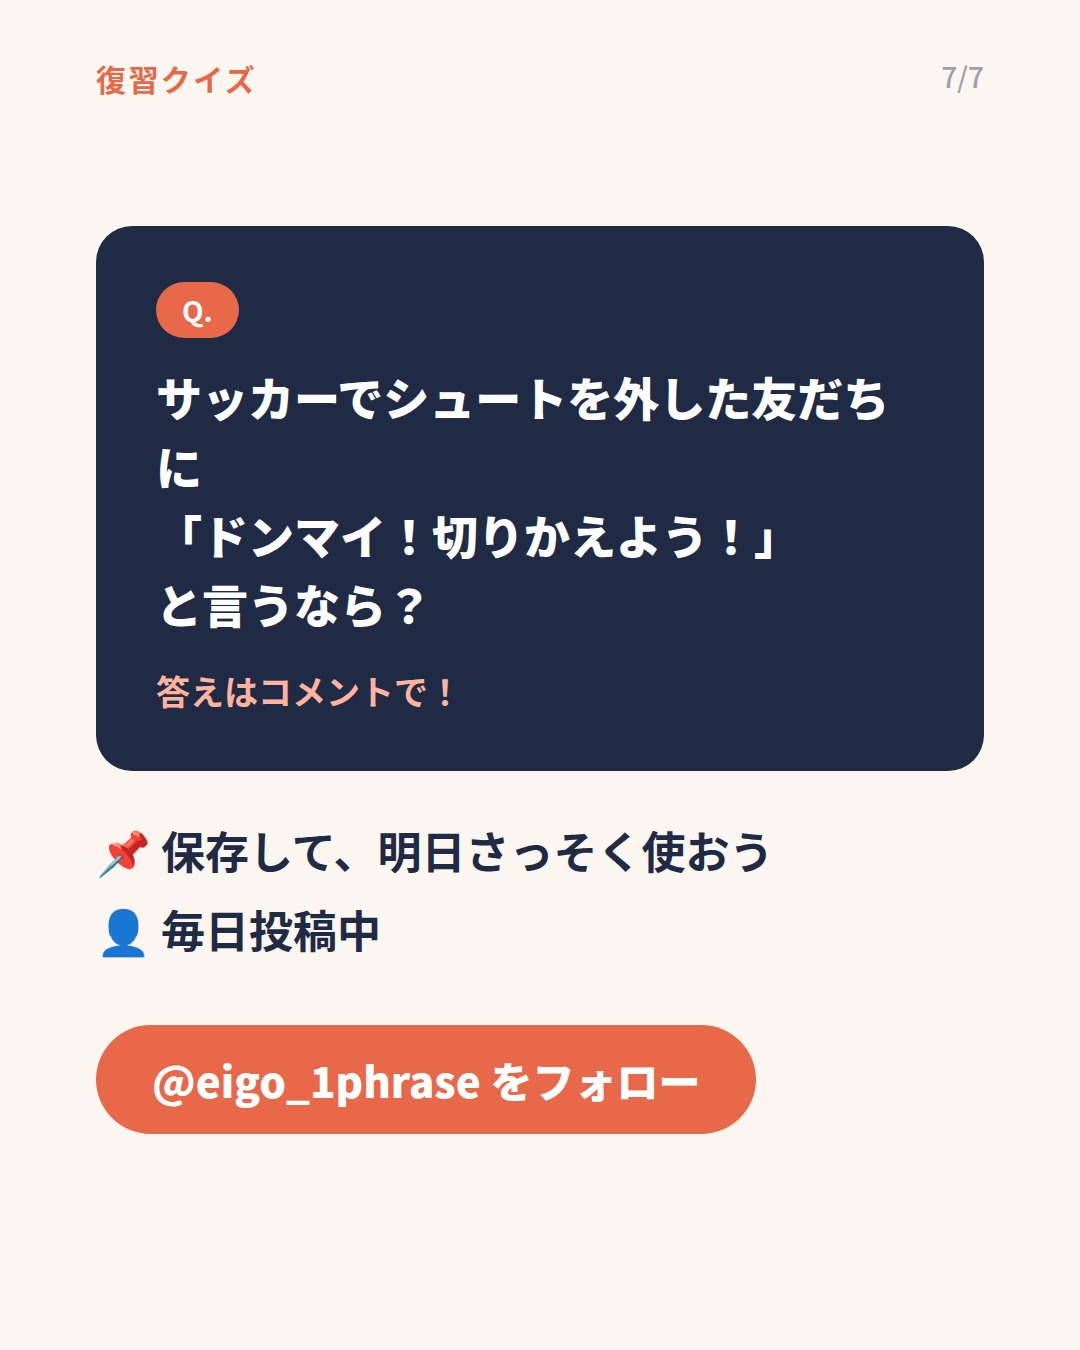 復習クイズ
7/7
Q.
サッカーでシュートを外した友だち
に
「ドンマイ！切りかえよう！」
と言うなら？
答えはコメントで！
📌 保存して、明日さっそく使おう
👤 毎日投稿中
@eigo_1phrase をフォロー